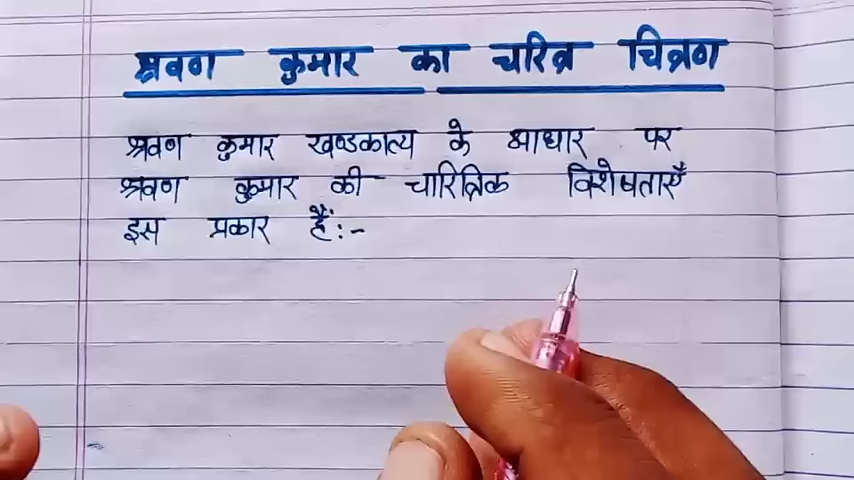 श्रवण कुमार का चरित्र चित्रण
श्रवण कुमार खण्डकाव्य के आधार पर
श्रवण कुमार की चारित्रिक विशेषताएँ
इस प्रकार हैं:-